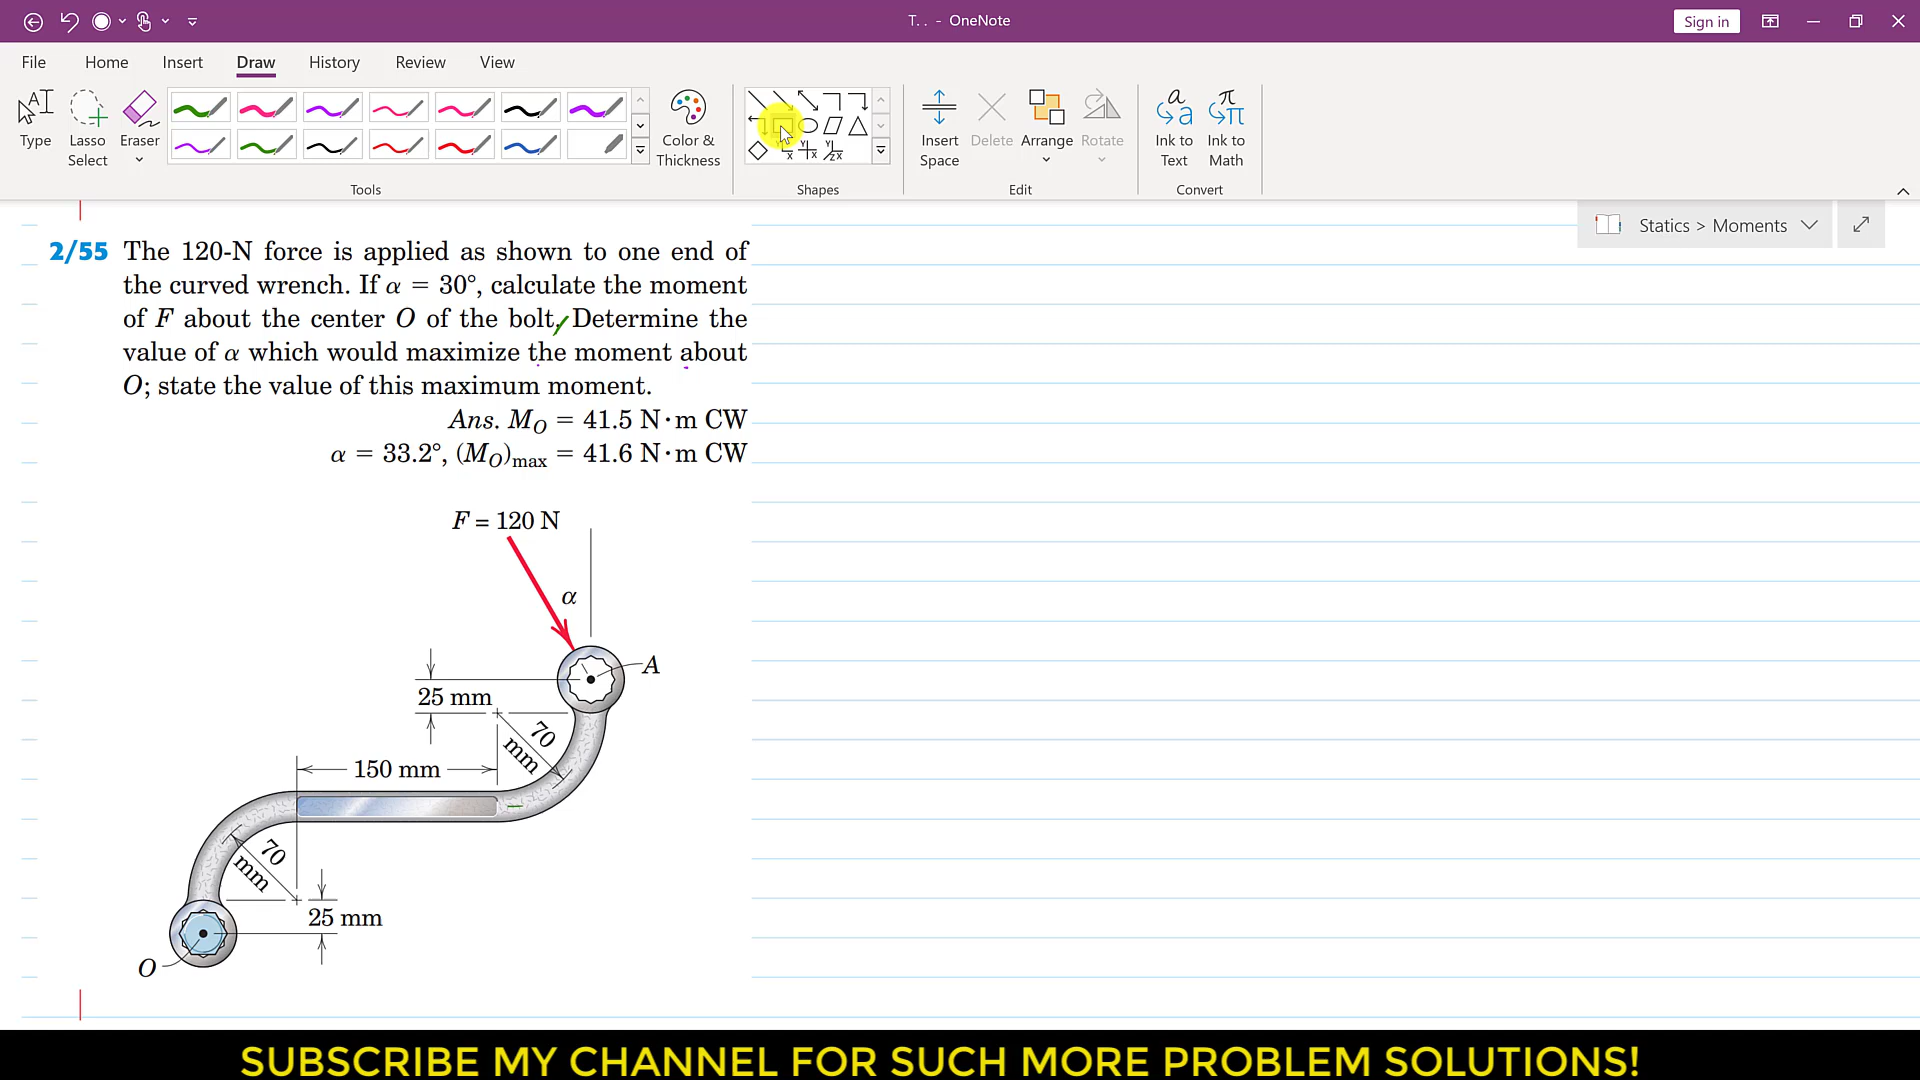 T. . - OneNote
Sign in
File Home Insert Draw History Review View
Type
Lasso Select
Eraser
Color & Thickness
Insert Space
Delete
Arrange
Rotate
Ink to Text
Ink to Math
Tools
Shapes
Edit
Convert
Statics > Moments
2/55 The 120-N force is applied as shown to one end of
the curved wrench. If α = 30°, calculate the moment
of F about the center O of the bolt. Determine the
value of α which would maximize the moment about
O; state the value of this maximum moment.
Ans. M_O = 41.5 N·m CW
α = 33.2°, (M_O)max = 41.6 N·m CW
F = 120 N
α
A
25 mm
70 mm
150 mm
70 mm
25 mm
O
SUBSCRIBE MY CHANNEL FOR SUCH MORE PROBLEM SOLUTIONS!